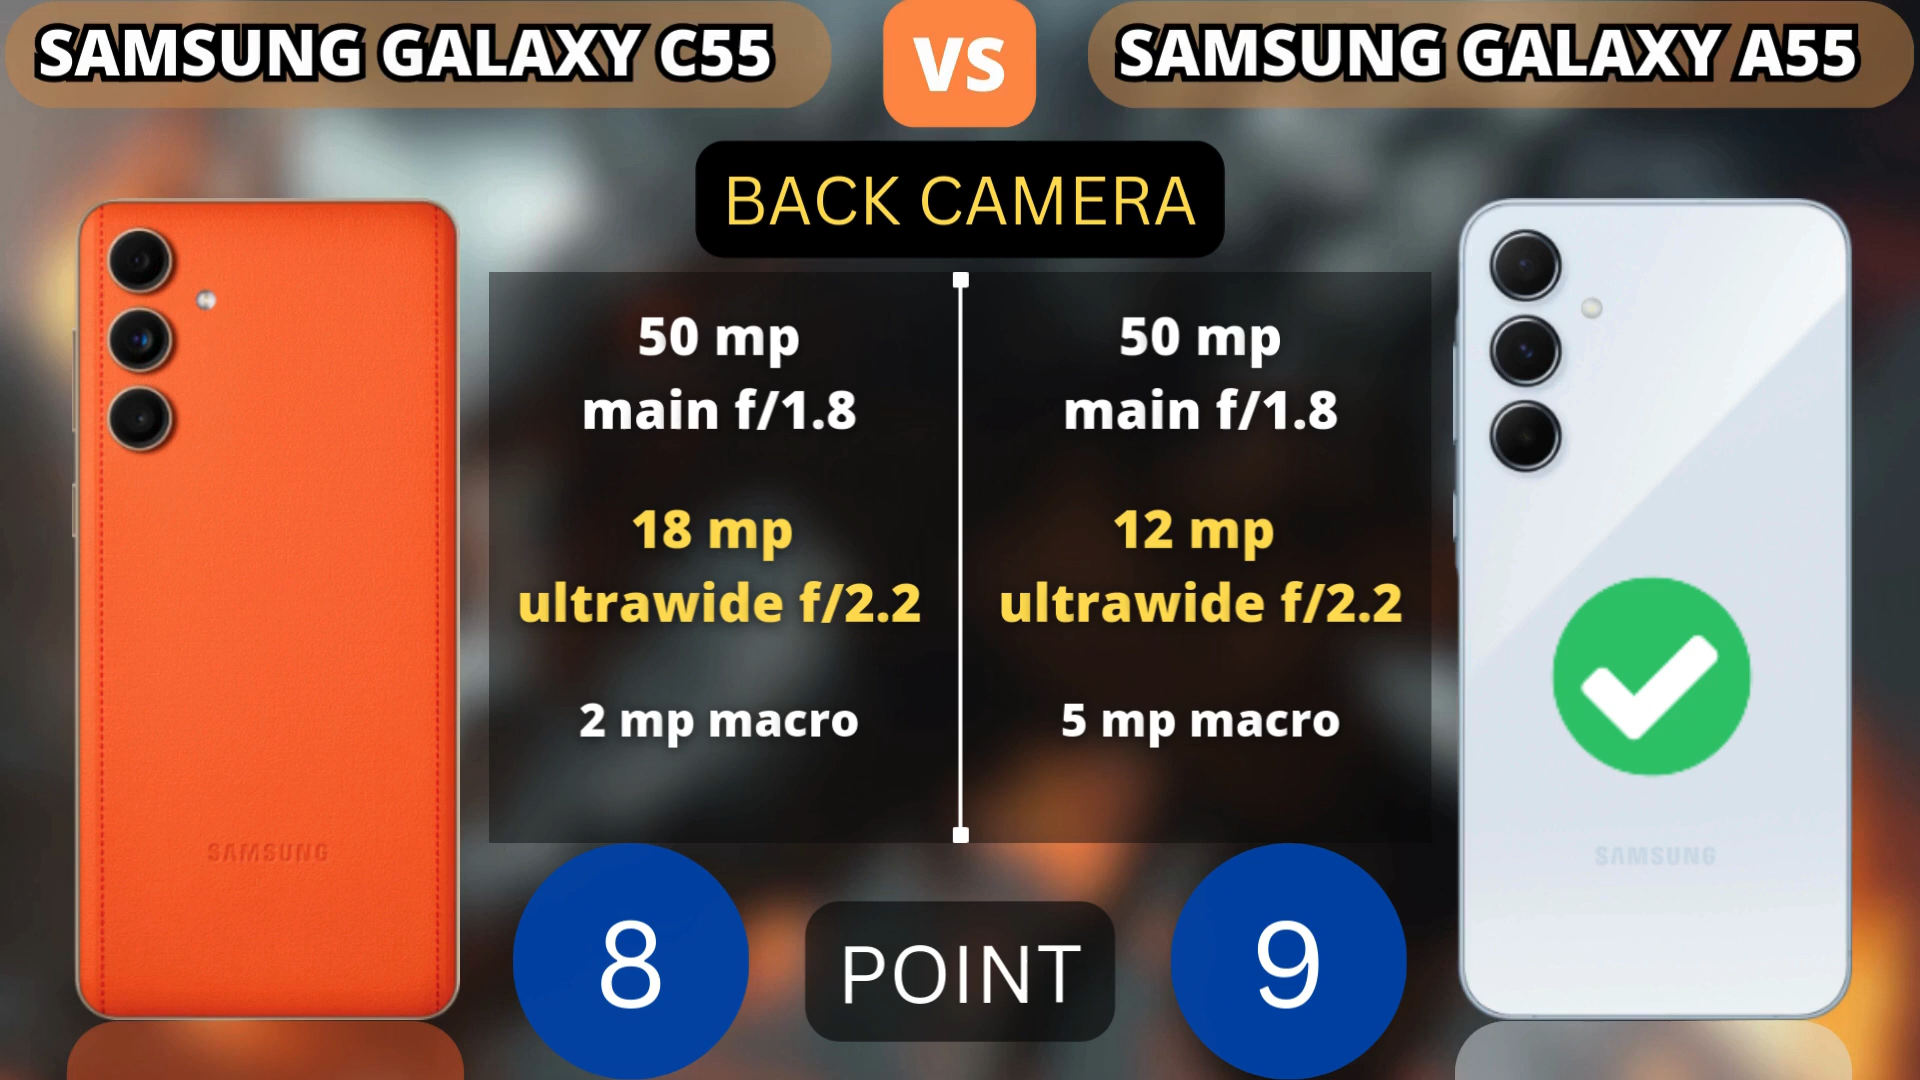 SAMSUNG GALAXY C55
VS
SAMSUNG GALAXY A55
BACK CAMERA
50 mp
main f/1.8
18 mp
ultrawide f/2.2
2 mp macro
50 mp
main f/1.8
12 mp
ultrawide f/2.2
5 mp macro
SAMSUNG
SAMSUNG
8
POINT
9